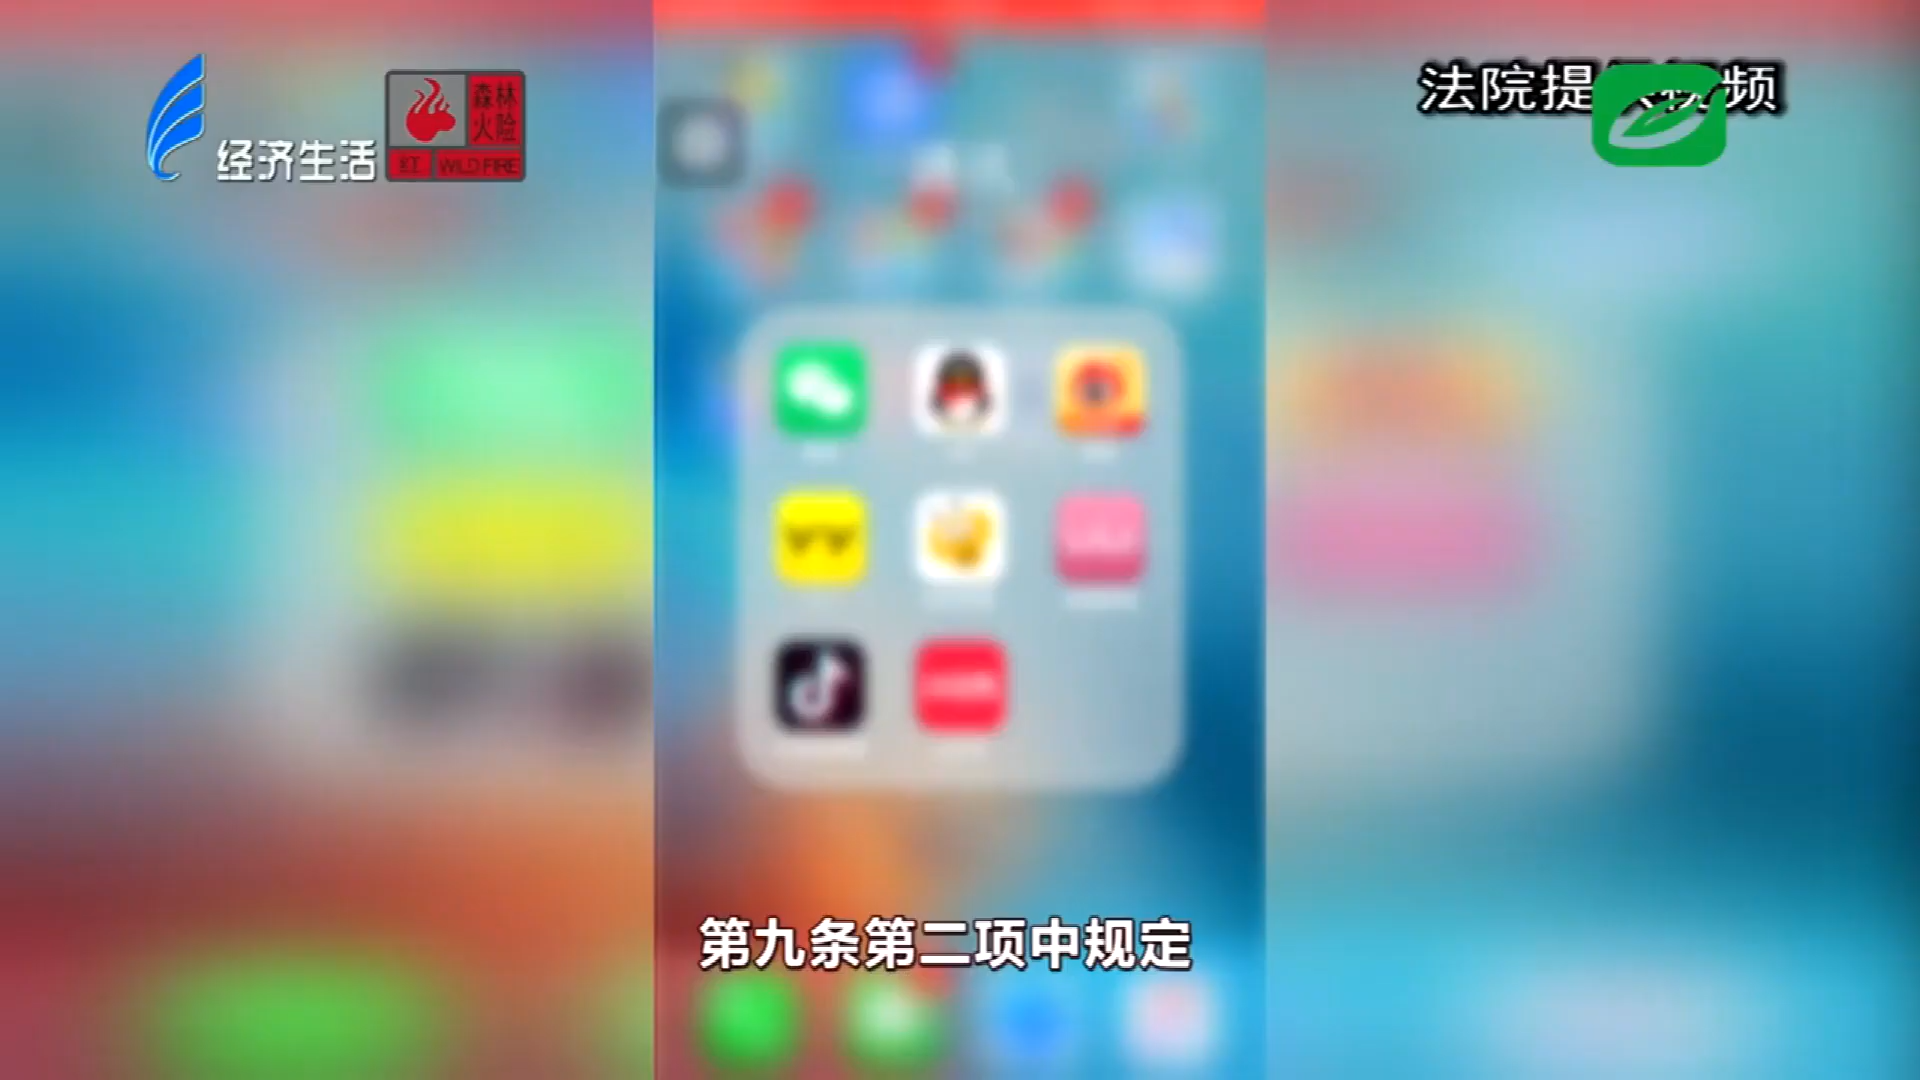 经济生活
森林
火险
红 WILD FIRE
法院提
频
第九条第二项中规定